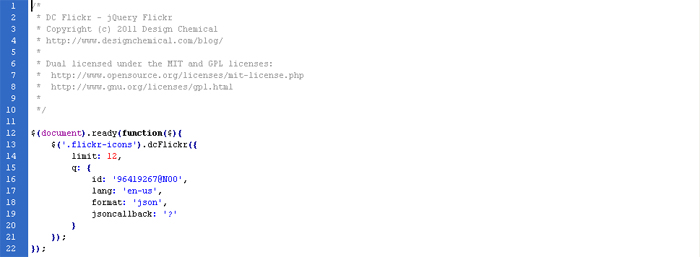 1 /*
2  * DC Flickr - jQuery Flickr
3  * Copyright (c) 2011 Design Chemical
4  * http://www.designchemical.com/blog/
5  *
6  * Dual licensed under the MIT and GPL licenses:
7  *  http://www.opensource.org/licenses/mit-license.php
8  *  http://www.gnu.org/licenses/gpl.html
9  *
10  */
11
12 $(document).ready(function($){
13     $('.flickr-icons').dcFlickr({
14         limit: 12,
15         q: {
16             id: '96419267@N00',
17             lang: 'en-us',
18             format: 'json',
19             jsoncallback: '?'
20         }
21     });
22 });